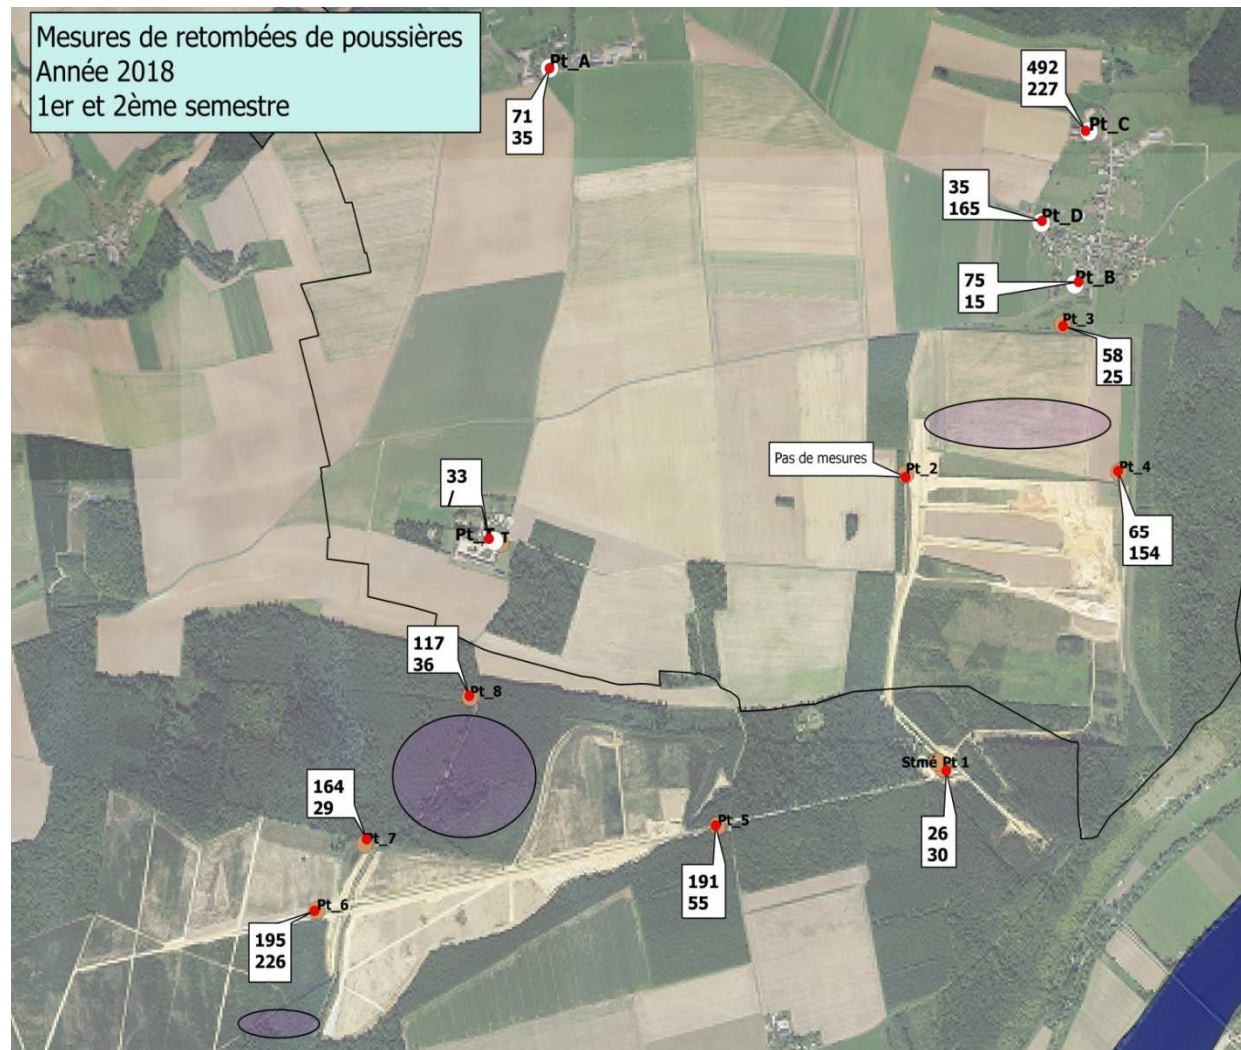 Mesures de retombées de poussières
Année 2018
1er et 2ème semestre
Pt_A
71
35
492
227
Pt_C
35
165
Pt_D
75
15
Pt_B
Pt_3
58
25
Pas de mesures
Pt_2
Pt_4
65
154
33
/
Pt_T
T
117
36
Pt_8
Stmé Pt 1
26
30
164
29
Pt_7
Pt_5
191
55
Pt_6
195
226